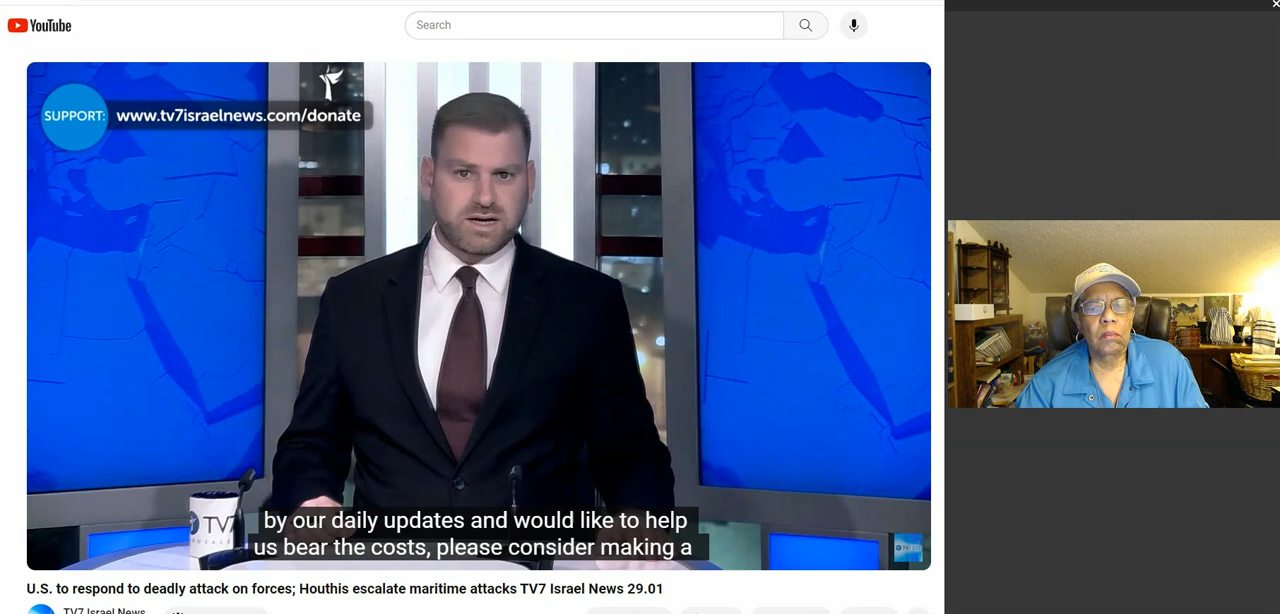 YouTube
Search
SUPPORT: www.tv7israelnews.com/donate
TV7
by our daily updates and would like to help
us bear the costs, please consider making a
U.S. to respond to deadly attack on forces; Houthis escalate maritime attacks TV7 Israel News 29.01
TV7 Israel News